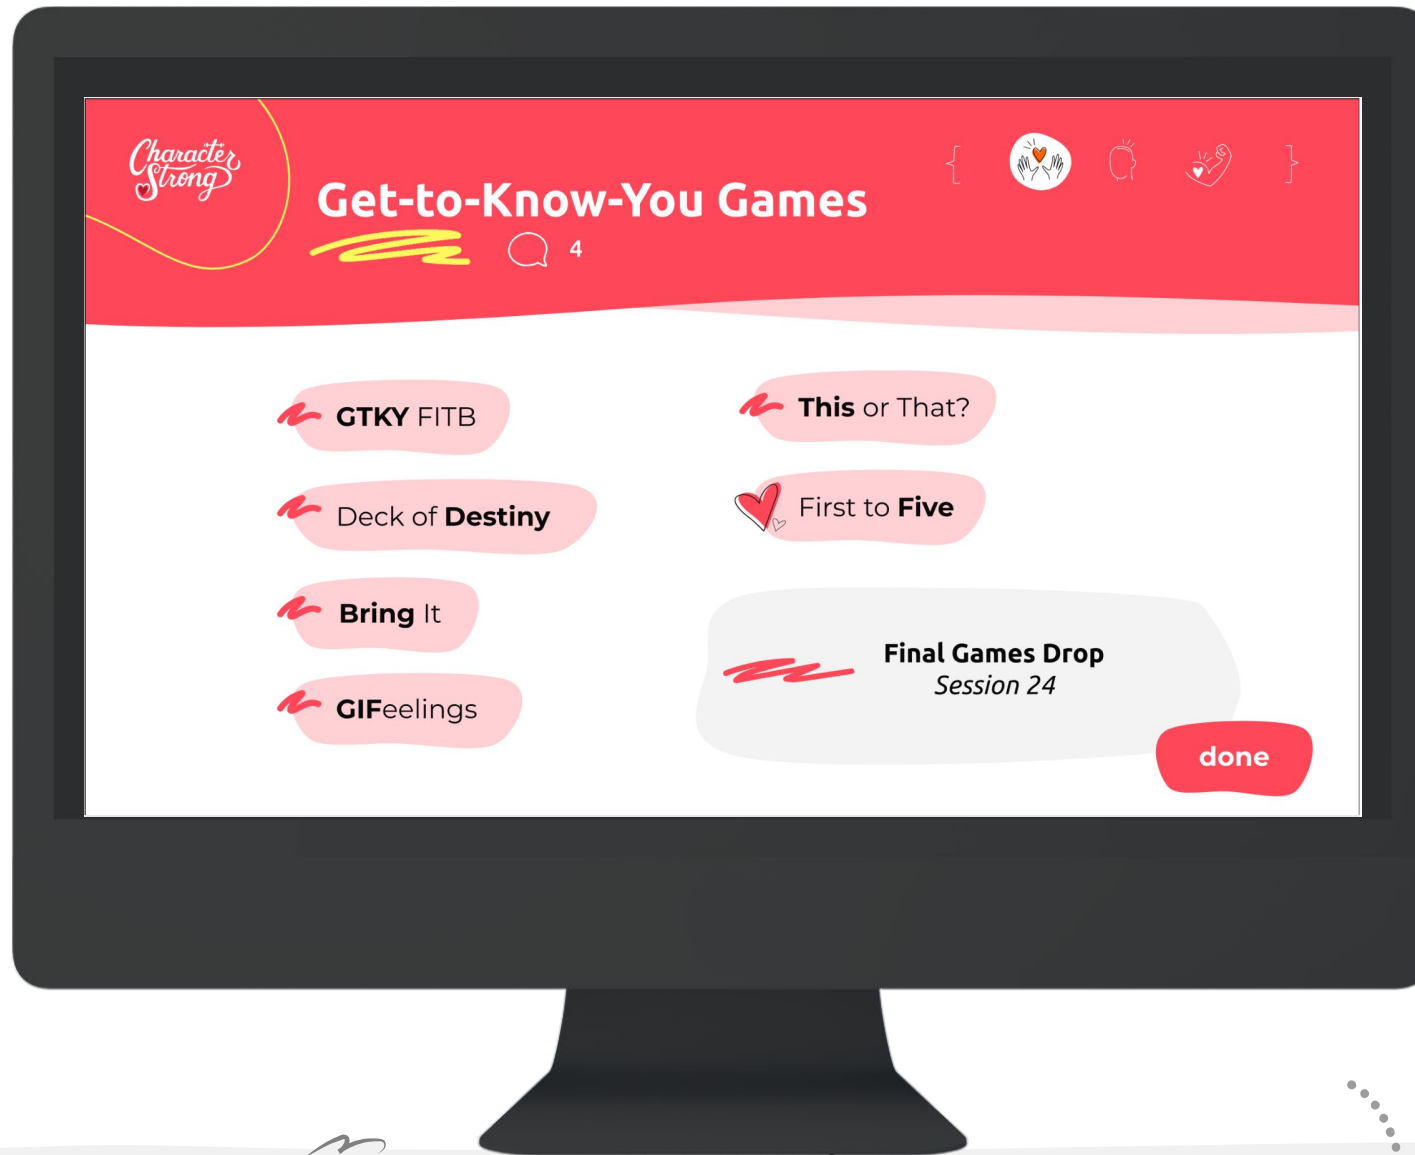 Character
Strong
Get-to-Know-You Games
4
GTKY FITB
Deck of Destiny
Bring It
GIFeelings
This or That?
First to Five
Final Games Drop
Session 24
done